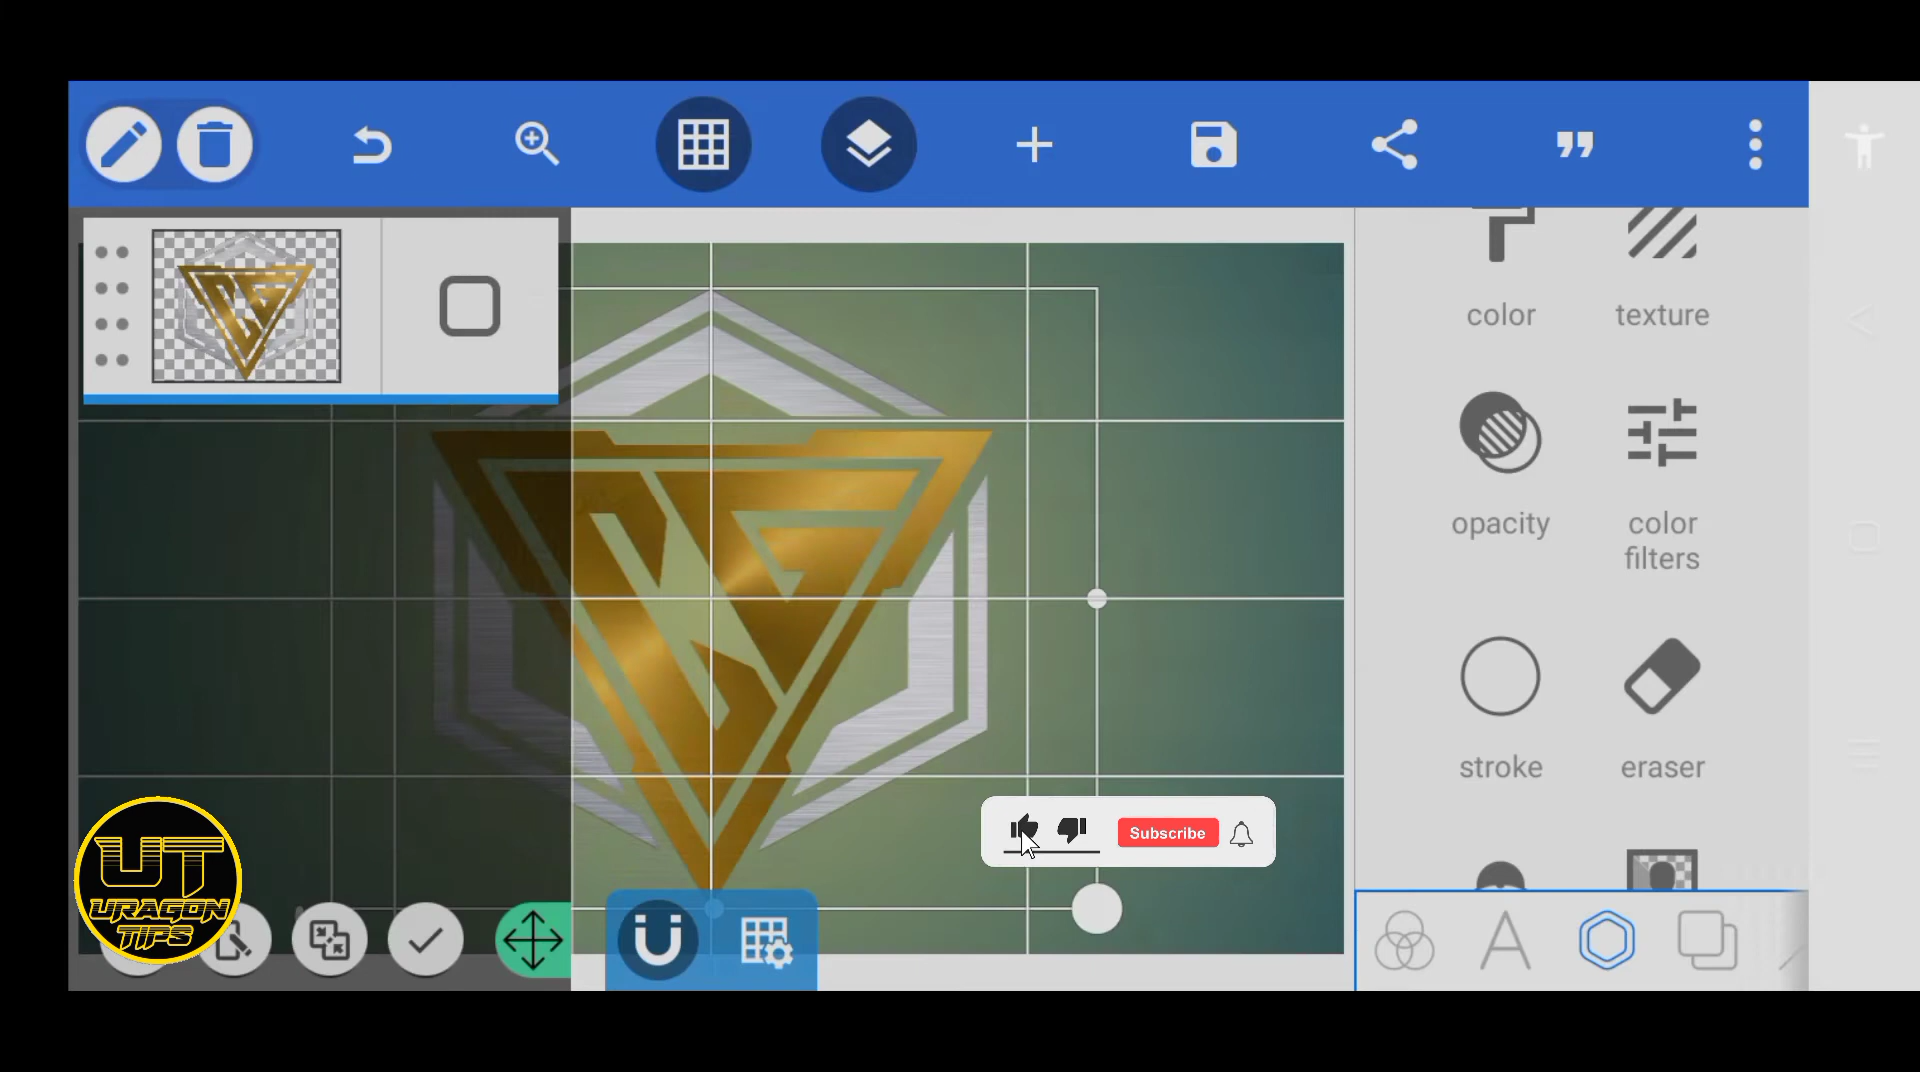 color
texture
opacity
color
filters
stroke
eraser
Subscribe
UT
URAGON
TIPS